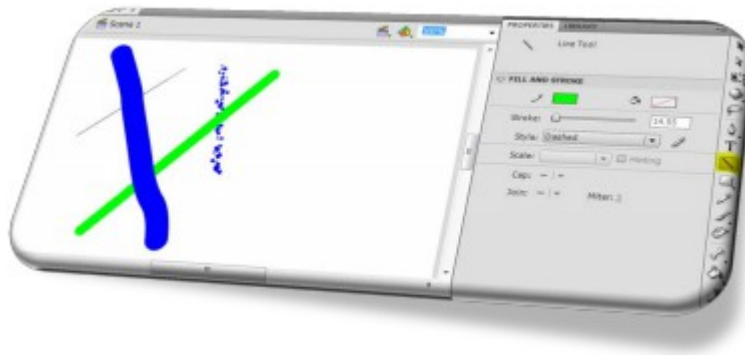 Scene 1
PROPERTIES LIBRARY
Line Tool
FILL AND STROKE
Stroke:
Style: Dashed
Scale: Hinting
Cap:
Join: Miter:
T